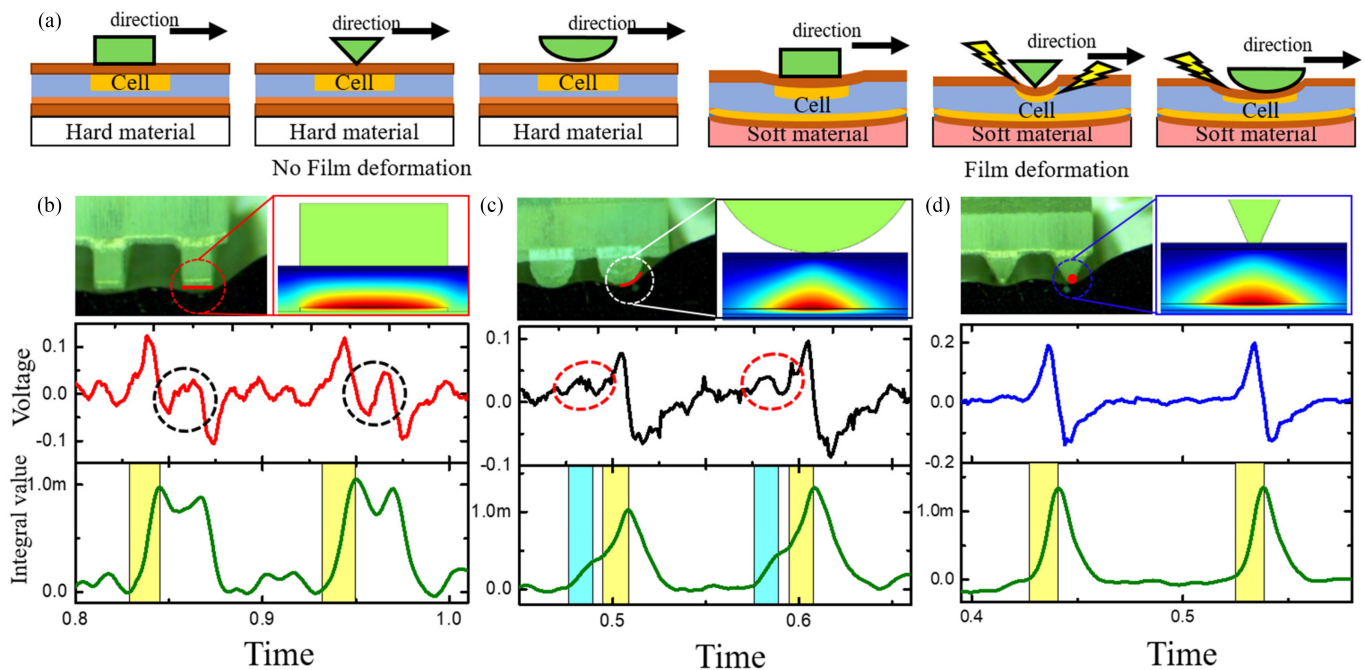 (a)
direction direction direction direction direction direction
Cell Cell Cell Cell Cell Cell
Hard material Hard material Hard material Soft material Soft material Soft material
No Film deformation Film deformation
(b) (c) (d)
Voltage
0.1
0.0
-0.1
0.1
0.0
-0.1
0.2
0.0
-0.2
Integral value
1.0m
0.0
1.0m
0.0
1.0m
0.0
0.8 0.9 1.0
0.5 0.6
0.4 0.5
Time Time Time